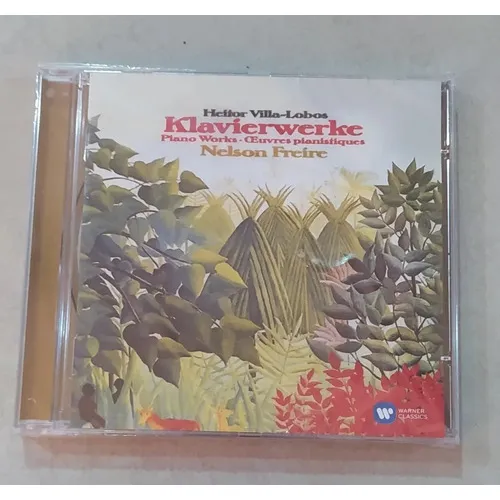 Heitor Villa-Lobos
Klavierwerke
Piano Works · Œuvres pianistiques
Nelson Freire
WARNER
CLASSICS